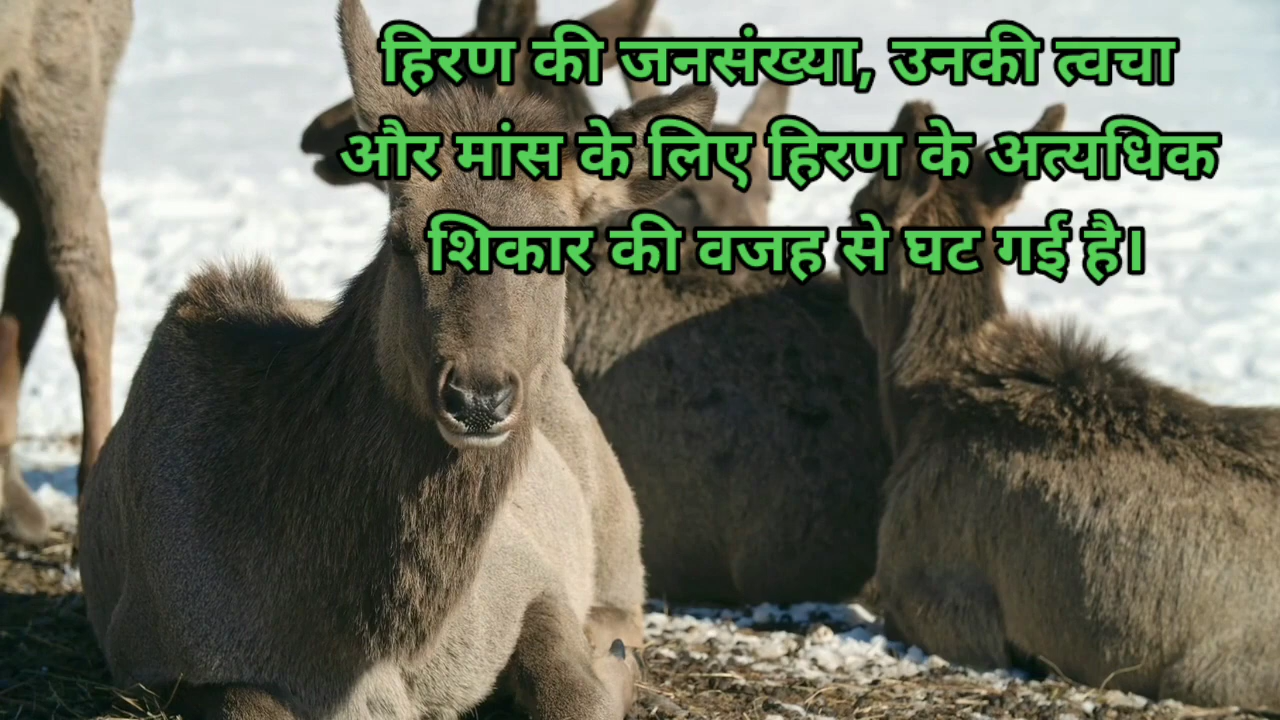 हिरण की जनसंख्या, उनकी त्वचा
और मांस के लिए हिरण के अत्यधिक
शिकार की वजह से घट गई है।